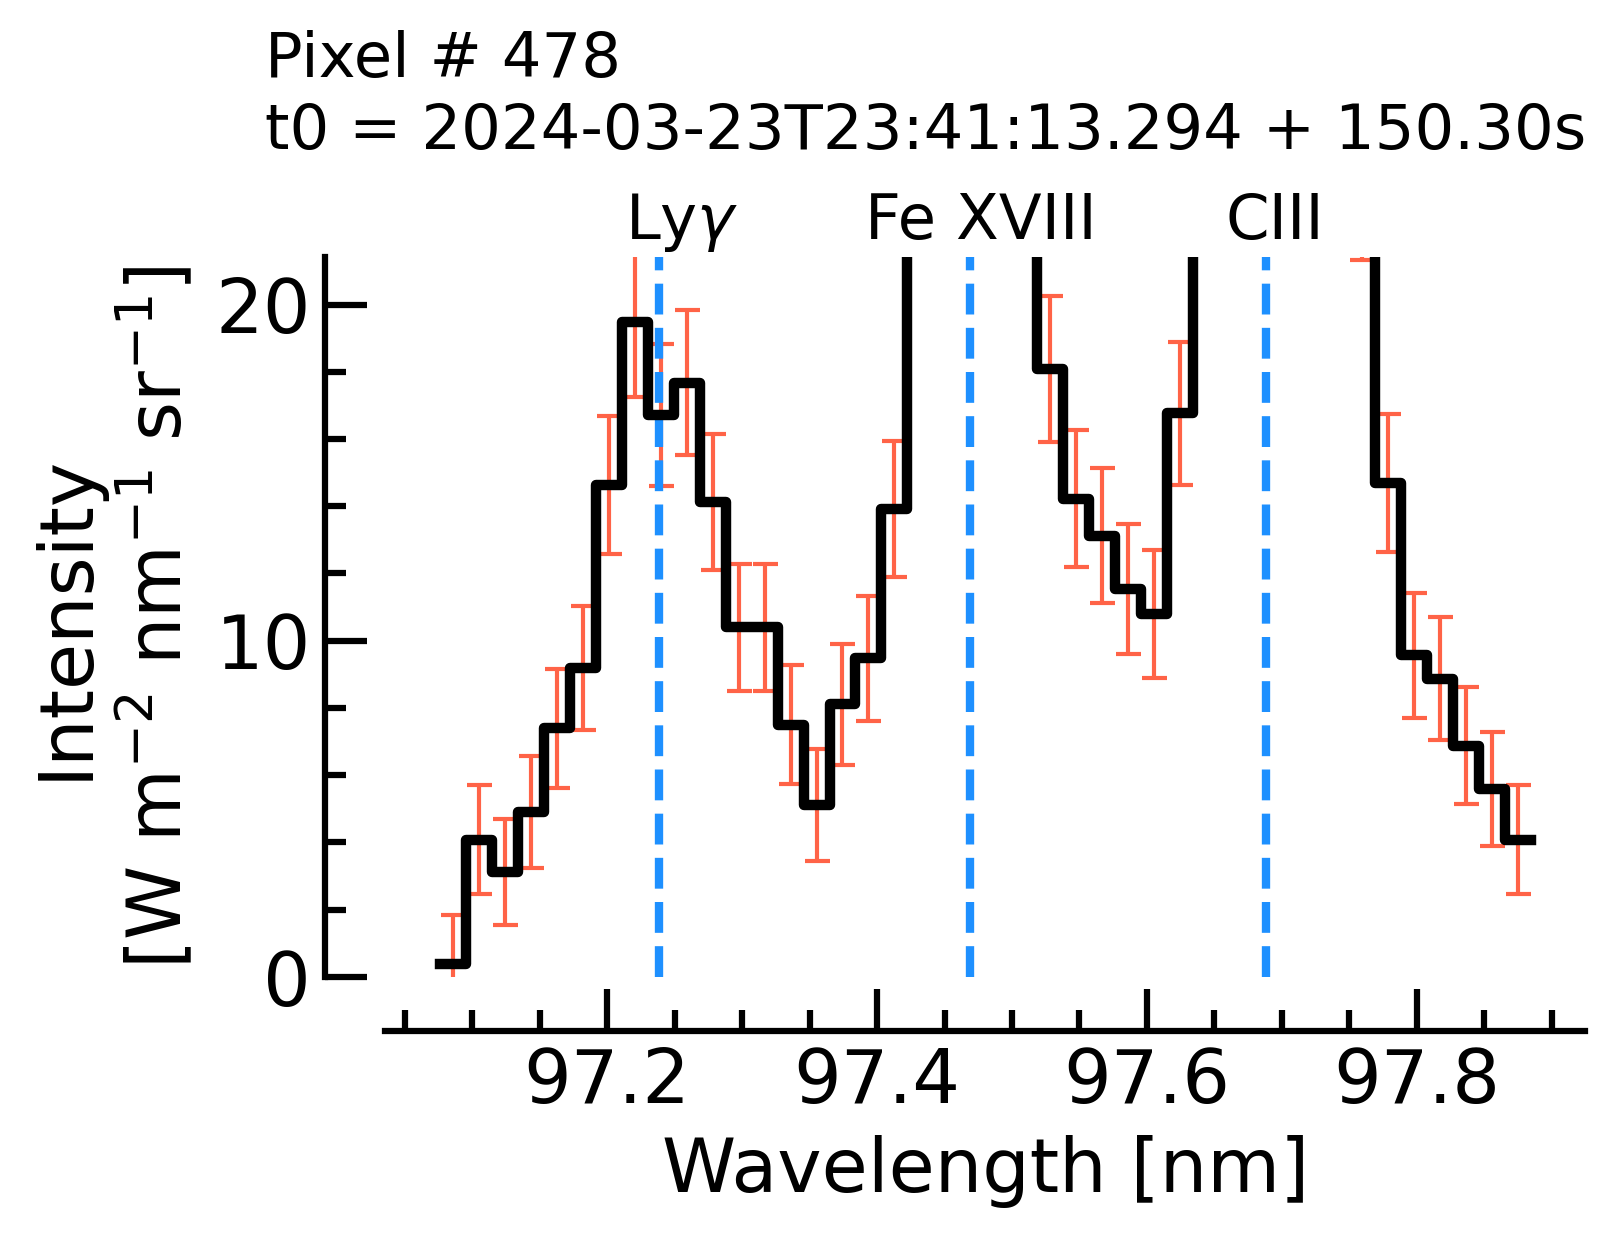 Pixel # 478
t0 = 2024-03-23T23:41:13.294 + 150.30s
Lyγ Fe XVIII CIII
Intensity
[W m⁻² nm⁻¹ sr⁻¹]
20
10
0
97.2 97.4 97.6 97.8
Wavelength [nm]